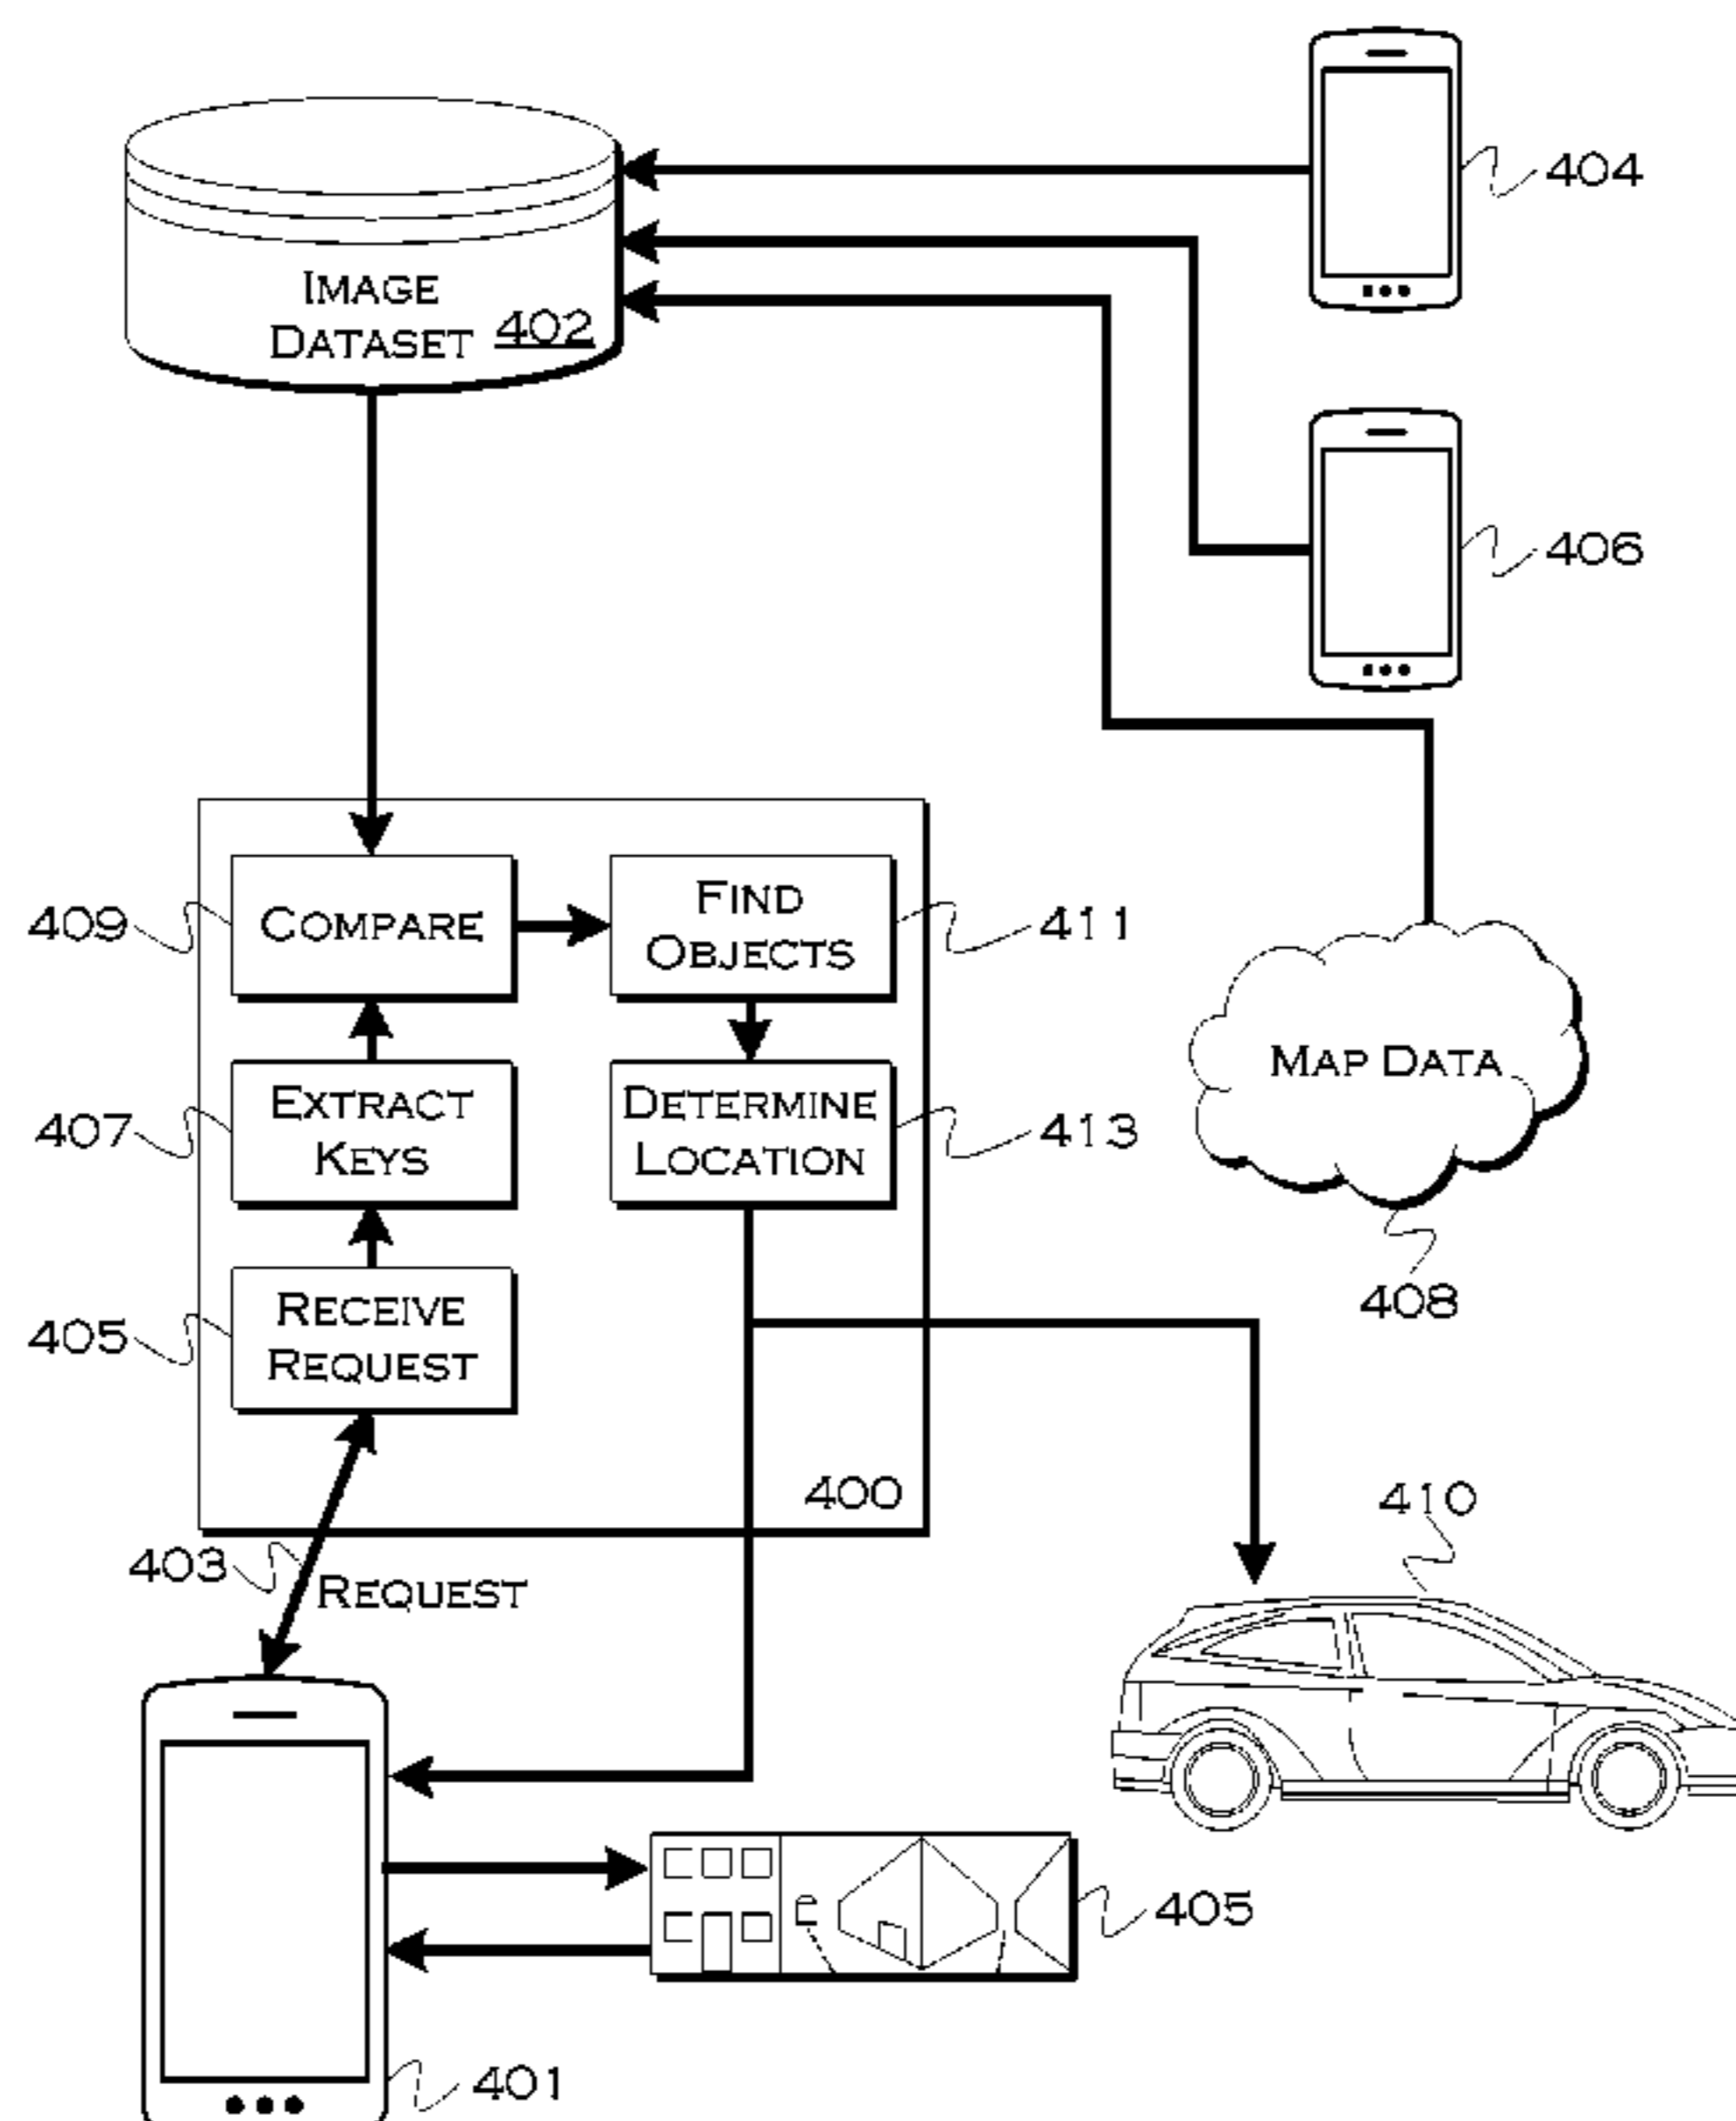 404
IMAGE
DATASET 402
406
409 COMPARE
FIND
OBJECTS 411
MAP DATA
407 EXTRACT
KEYS
DETERMINE
LOCATION 413
408
405 RECEIVE
REQUEST
400
410
403 REQUEST
405
401